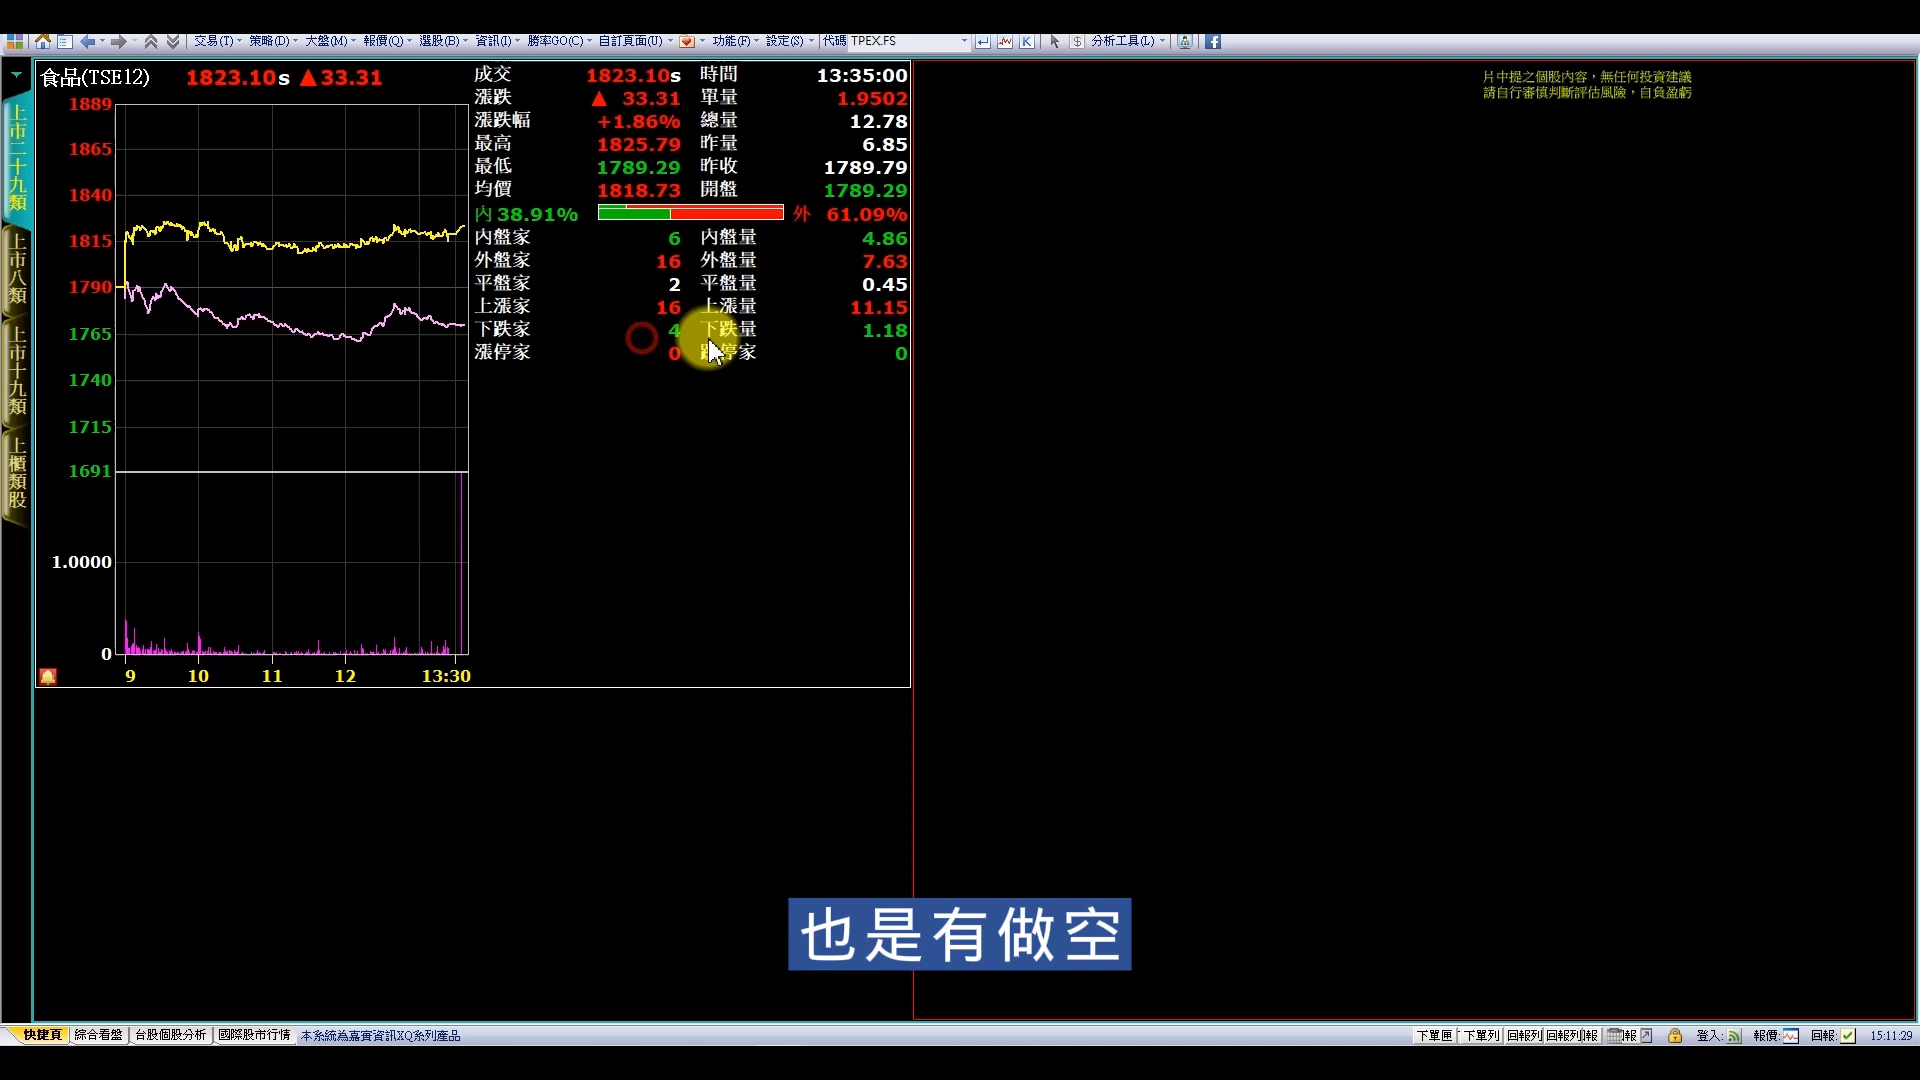 交易(T) 策略(D) 大盤(M) 報價(Q) 選股(B) 資訊(I) 勝率GO(C) 自訂頁面(U) 功能(F) 設定(S) 代碼 TPEX.FS K $ 分析工具(L)
上市二十九類
上市八類
上市十九類
上櫃類股
食品(TSE12) 1823.10s ▲33.31
1889
1865
1840
1815
1790
1765
1740
1715
1691
1.0000
0
9 10 11 12 13:30
成交 1823.10s 時間 13:35:00
漲跌 ▲ 33.31 單量 1.9502
漲跌幅 +1.86% 總量 12.78
最高 1825.79 昨量 6.85
最低 1789.29 昨收 1789.79
均價 1818.73 開盤 1789.29
內 38.91% 外 61.09%
內盤家 6 內盤量 4.86
外盤家 16 外盤量 7.63
平盤家 2 平盤量 0.45
上漲家 16 上漲量 11.15
下跌家 4 下跌量 1.18
漲停家 0 跌停家 0
片中提之個股內容，無任何投資建議
請自行審慎判斷評估風險，自負盈虧
也是有做空
快捷頁 綜合看盤 台股個股分析 國際股市行情 本系統為嘉實資訊XQ系列產品
下單匣 下單列 回報列 回報列報 報 登入: 報價: 回報: 15:11:29